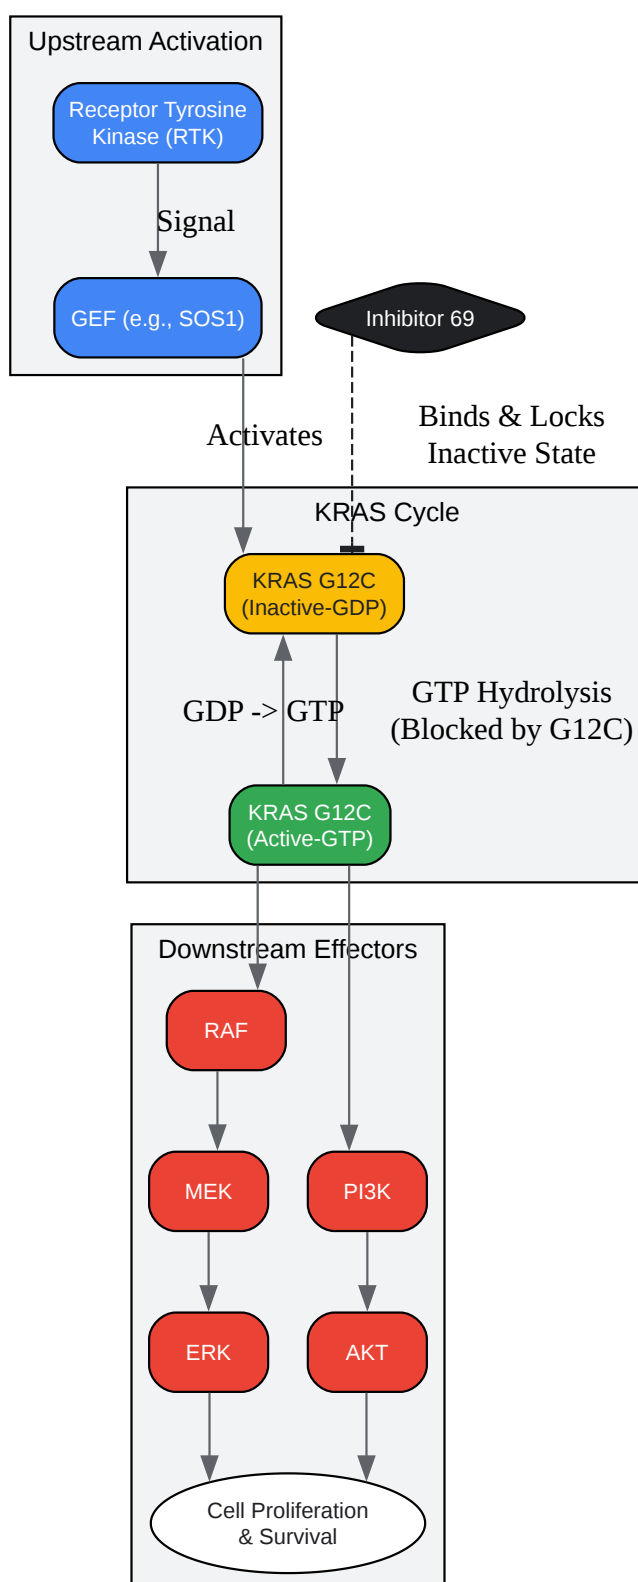 Upstream Activation
Receptor Tyrosine
Kinase (RTK)
Signal
GEF (e.g., SOS1)
Inhibitor 69
Activates
Binds & Locks
Inactive State
KRAS Cycle
KRAS G12C
(Inactive-GDP)
GDP -> GTP
GTP Hydrolysis
(Blocked by G12C)
KRAS G12C
(Active-GTP)
Downstream Effectors
RAF
MEK
PI3K
ERK
AKT
Cell Proliferation
& Survival